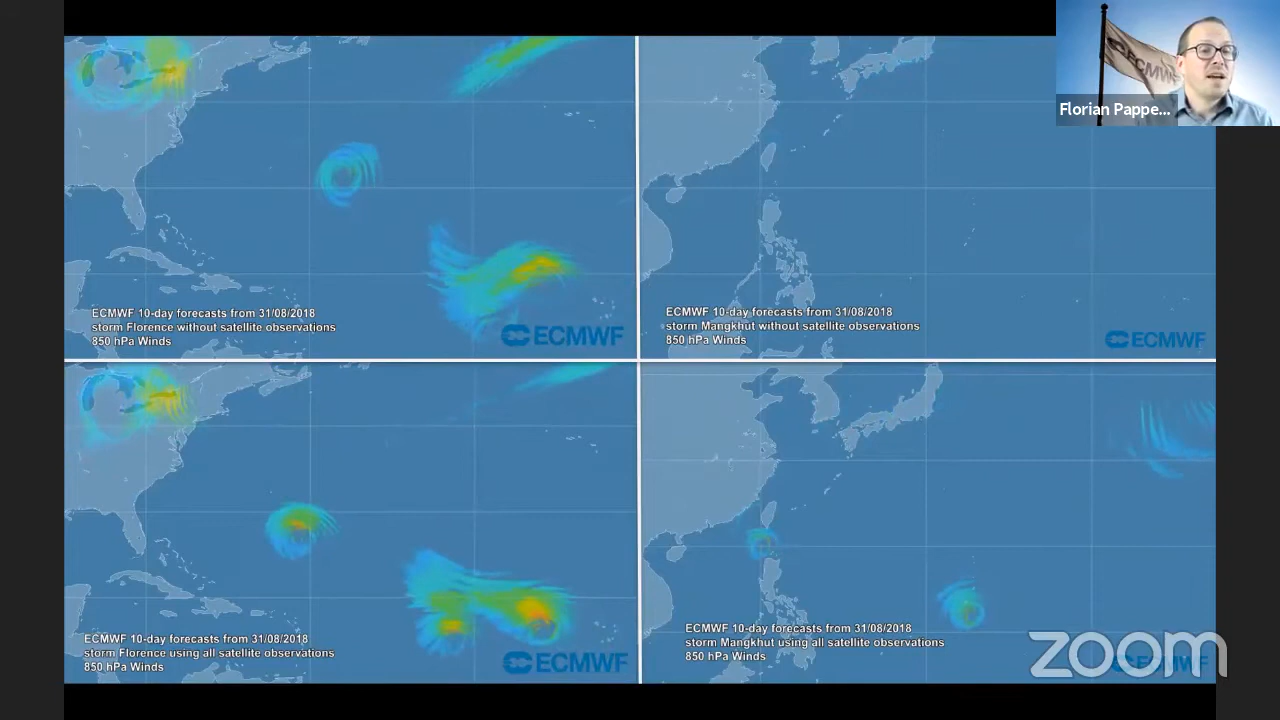 ECMWF
Florian Pappe...
ECMWF 10-day forecasts from 31/08/2018
storm Florence without satellite observations
850 hPa Winds
ECMWF
ECMWF 10-day forecasts from 31/08/2018
storm Mangkhut without satellite observations
850 hPa Winds
ECMWF
ECMWF 10-day forecasts from 31/08/2018
storm Florence using all satellite observations
850 hPa Winds
ECMWF
ECMWF 10-day forecasts from 31/08/2018
storm Mangkhut using all satellite observations
850 hPa Winds
ECMWF
zoom